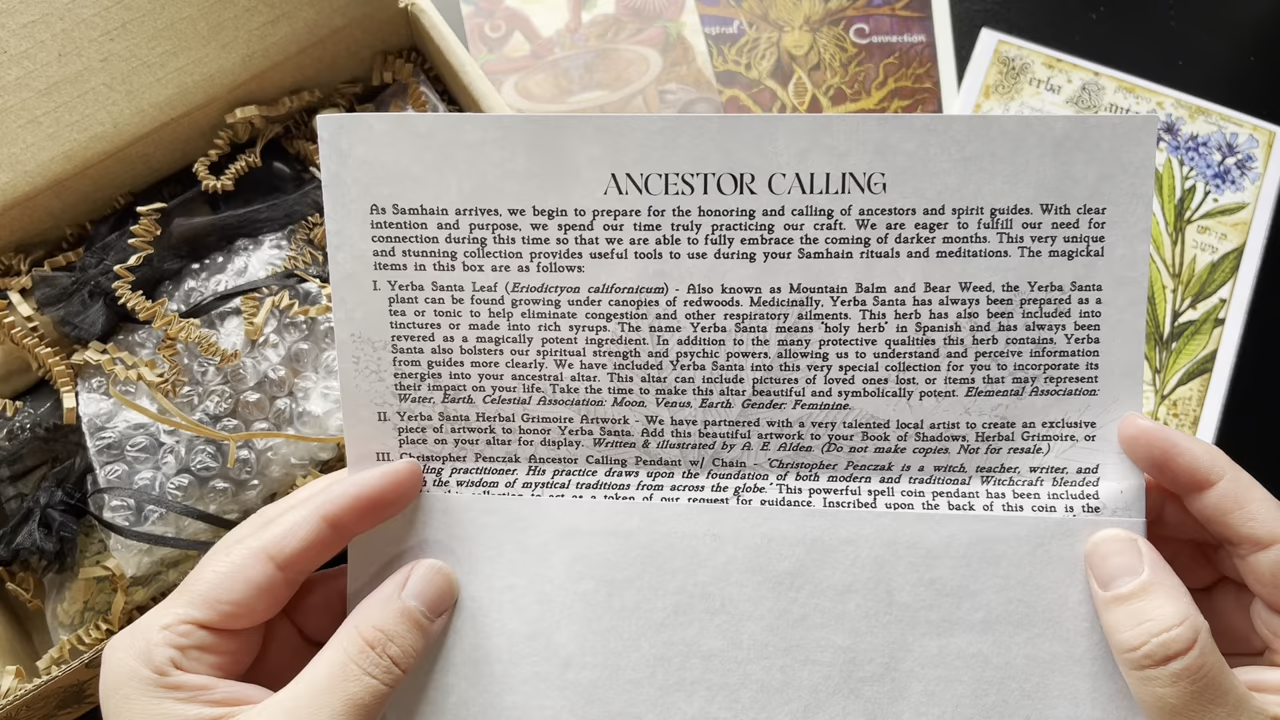 estral-
Connection
Yerba Santa
קדוש
עשב
ANCESTOR CALLING
As Samhain arrives, we begin to prepare for the honoring and calling of ancestors and spirit guides. With clear
intention and purpose, we spend our time truly practicing our craft. We are eager to fulfill our need for
connection during this time so that we are able to fully embrace the coming of darker months. This very unique
and stunning collection provides useful tools to use during your Samhain rituals and meditations. The magickal
items in this box are as follows:
I. Yerba Santa Leaf (Eriodictyon californicum) - Also known as Mountain Balm and Bear Weed, the Yerba Santa
plant can be found growing under canopies of redwoods. Medicinally, Yerba Santa has always been prepared as a
tea or tonic to help eliminate congestion and other respiratory ailments. This herb has also been included into
tinctures or made into rich syrups. The name Yerba Santa means "holy herb" in Spanish and has always been
revered as a magically potent ingredient. In addition to the many protective qualities this herb contains, Yerba
Santa also bolsters our spiritual strength and psychic powers, allowing us to understand and perceive information
from guides more clearly. We have included Yerba Santa into this very special collection for you to incorporate its
energies into your ancestral altar. This altar can include pictures of loved ones lost, or items that may represent
their impact on your life. Take the time to make this altar beautiful and symbolically potent. Elemental Association:
Water, Earth. Celestial Association: Moon, Venus, Earth. Gender: Feminine.
II. Yerba Santa Herbal Grimoire Artwork - We have partnered with a very talented local artist to create an exclusive
piece of artwork to honor Yerba Santa. Add this beautiful artwork to your Book of Shadows, Herbal Grimoire, or
place on your altar for display. Written & illustrated by A. E. Alden. (Do not make copies. Not for resale.)
III. Christopher Penczak Ancestor Calling Pendant w/ Chain - "Christopher Penczak is a witch, teacher, writer, and
ling practitioner. His practice draws upon the foundation of both modern and traditional Witchcraft blended
the wisdom of mystical traditions from across the globe." This powerful spell coin pendant has been included
this collection to act as a token of our request for guidance. Inscribed upon the back of this coin is the